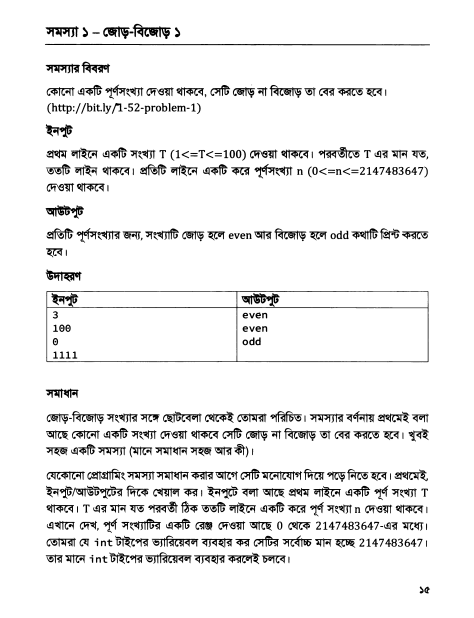 সমস্যা ১ – জোড়-বিজোড় ১
সমস্যার বিবরণ
কোনো একটি পূর্ণসংখ্যা দেওয়া থাকবে, সেটি জোড় না বিজোড় তা বের করতে হবে।
(http://bit.ly/1-52-problem-1)
ইনপুট
প্রথম লাইনে একটি সংখ্যা T (1<=T<=100) দেওয়া থাকবে। পরবর্তীতে T এর মান যত,
ততটি লাইন থাকবে। প্রতিটি লাইনে একটি করে পূর্ণসংখ্যা n (0<=n<=2147483647)
দেওয়া থাকবে।
আউটপুট
প্রতিটি পূর্ণসংখ্যার জন্য, সংখ্যাটি জোড় হলে even আর বিজোড় হলে odd কথাটি প্রিন্ট করতে
হবে।
উদাহরণ
ইনপুট আউটপুট
3 even
100 even
0 odd
1111
সমাধান
জোড়-বিজোড় সংখ্যার সঙ্গে ছোটবেলা থেকেই তোমরা পরিচিত। সমস্যার বর্ণনায় প্রথমেই বলা
আছে কোনো একটি সংখ্যা দেওয়া থাকবে সেটি জোড় না বিজোড় তা বের করতে হবে। খুবই
সহজ একটি সমস্যা (মানে সমাধান সহজ আর কী)।
যেকোনো প্রোগ্রামিং সমস্যা সমাধান করার আগে সেটি মনোযোগ দিয়ে পড়ে নিতে হবে। প্রথমেই,
ইনপুট/আউটপুটের দিকে খেয়াল কর। ইনপুটে বলা আছে প্রথম লাইনে একটি পূর্ণ সংখ্যা T
থাকবে। T এর মান যত পরবর্তী ঠিক ততটি লাইনে একটি করে পূর্ণ সংখ্যা n দেওয়া থাকবে।
এখানে দেখ, পূর্ণ সংখ্যাটির একটি রেঞ্জ দেওয়া আছে 0 থেকে 2147483647-এর মধ্যে।
তোমরা যে int টাইপের ভ্যারিয়েবল ব্যবহার কর সেটির সর্বোচ্চ মান হচ্ছে 2147483647।
তার মানে int টাইপের ভ্যারিয়েবল ব্যবহার করলেই চলবে।
১৫